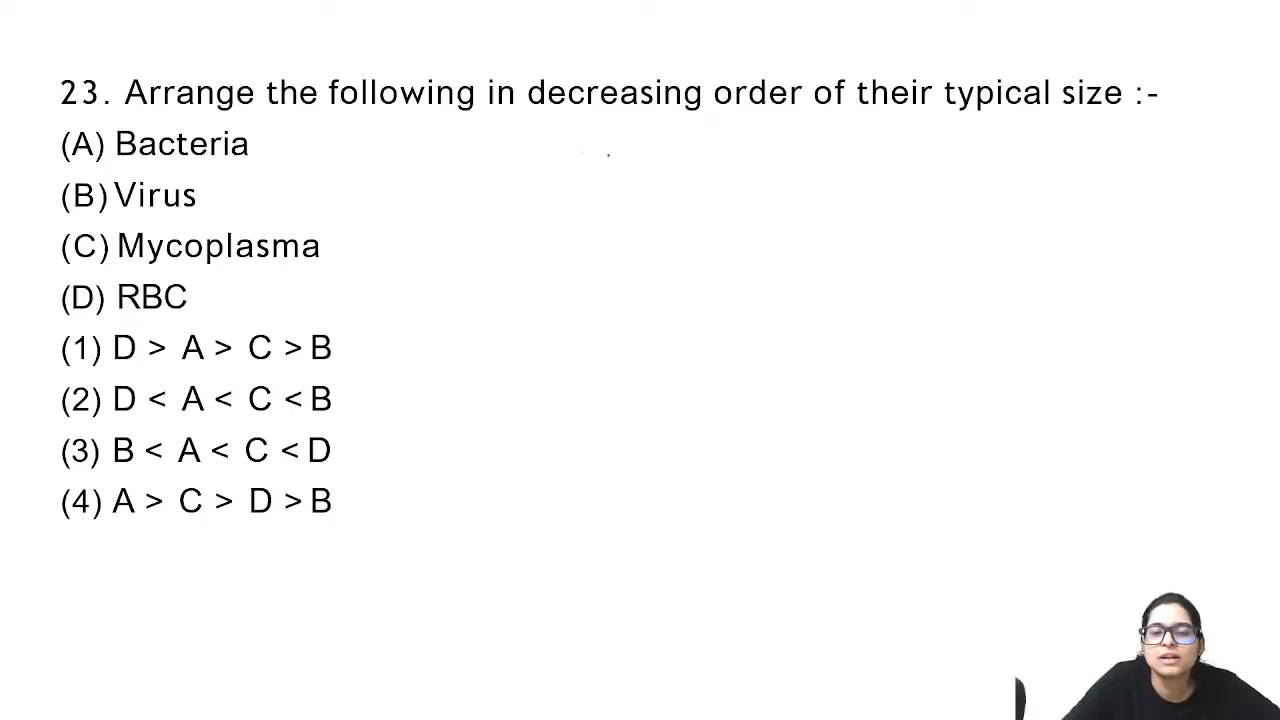 23. Arrange the following in decreasing order of their typical size :-
(A) Bacteria
(B) Virus
(C) Mycoplasma
(D) RBC
(1) D > A > C > B
(2) D < A < C < B
(3) B < A < C < D
(4) A > C > D > B